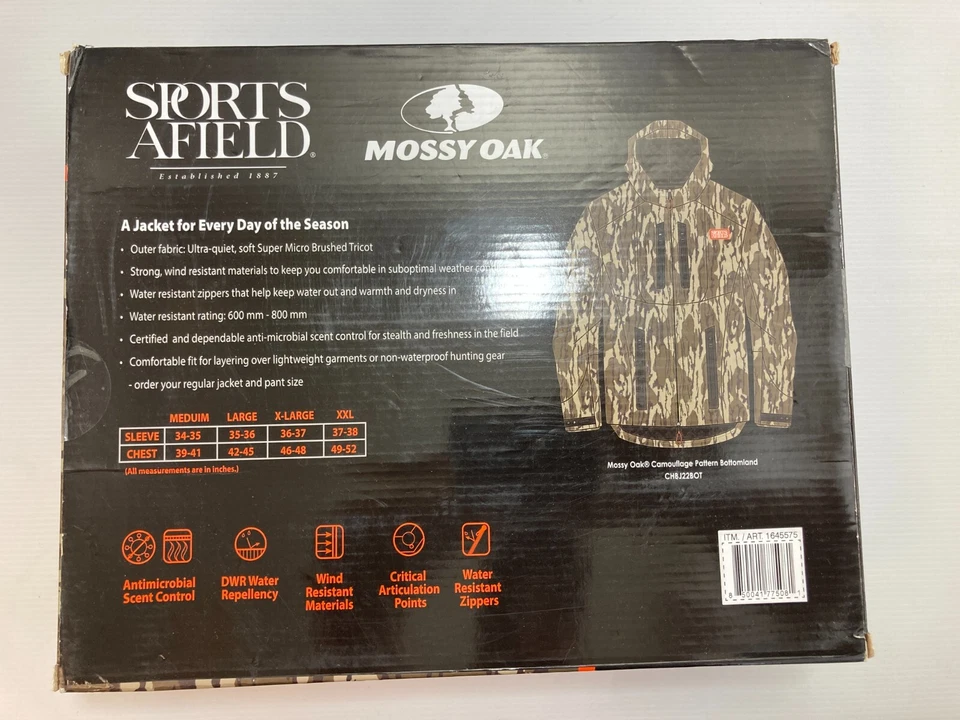 SPORTS
AFIELD®
Established 1887
MOSSY OAK®
A Jacket for Every Day of the Season
• Outer fabric: Ultra-quiet, soft Super Micro Brushed Tricot
• Strong, wind resistant materials to keep you comfortable in suboptimal weather
• Water resistant zippers that help keep water out and warmth and dryness in
• Water resistant rating: 600 mm - 800 mm
• Certified and dependable anti-microbial scent control for stealth and freshness in the field
• Comfortable fit for layering over lightweight garments or non-waterproof hunting gear
- order your regular jacket and pant size
MEDUIM LARGE X-LARGE XXL
SLEEVE 34-35 35-36 36-37 37-38
CHEST 39-41 42-45 46-48 49-52
(All measurements are in inches.)
Mossy Oak® Camouflage Pattern Bottomland
CHBJ22BOT
Antimicrobial
Scent Control
DWR Water
Repellency
Wind
Resistant
Materials
Critical
Articulation
Points
Water
Resistant
Zippers
ITM. / ART. 1645575
8 50041 77508 1